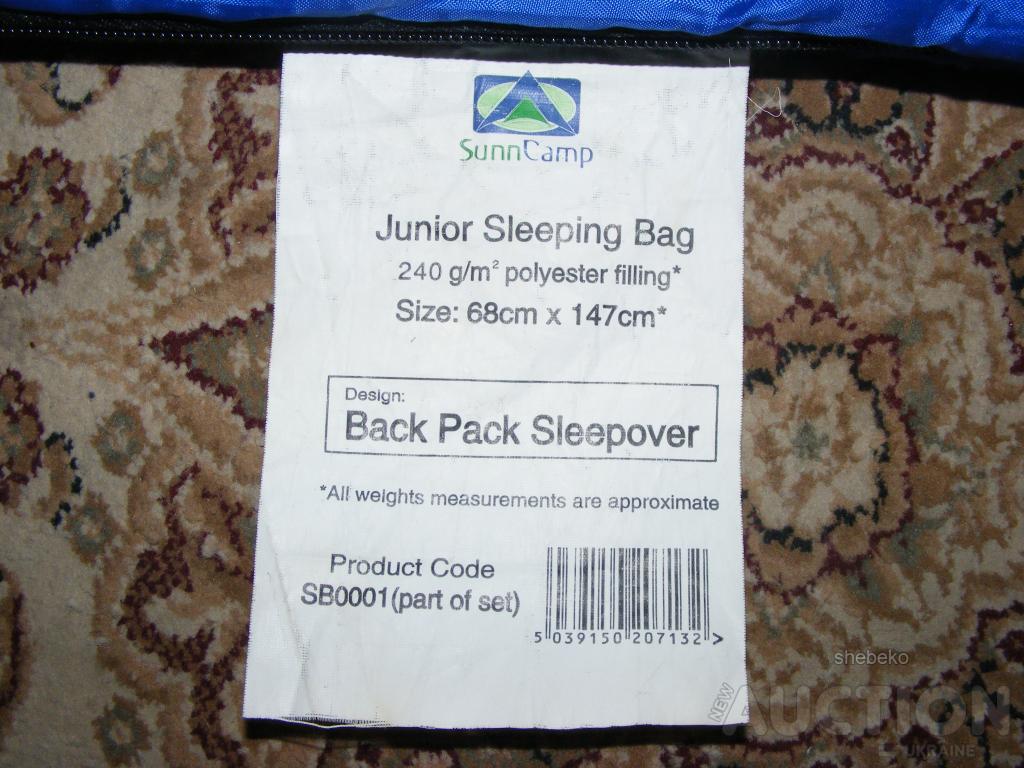 SunnCamp
Junior Sleeping Bag
240 g/m² polyester filling*
Size: 68cm x 147cm*
Design:
Back Pack Sleepover
*All weights measurements are approximate
Product Code
SB0001(part of set)
5 039150 207132 >
shebeko
NEW AUCTION
UKRAINE